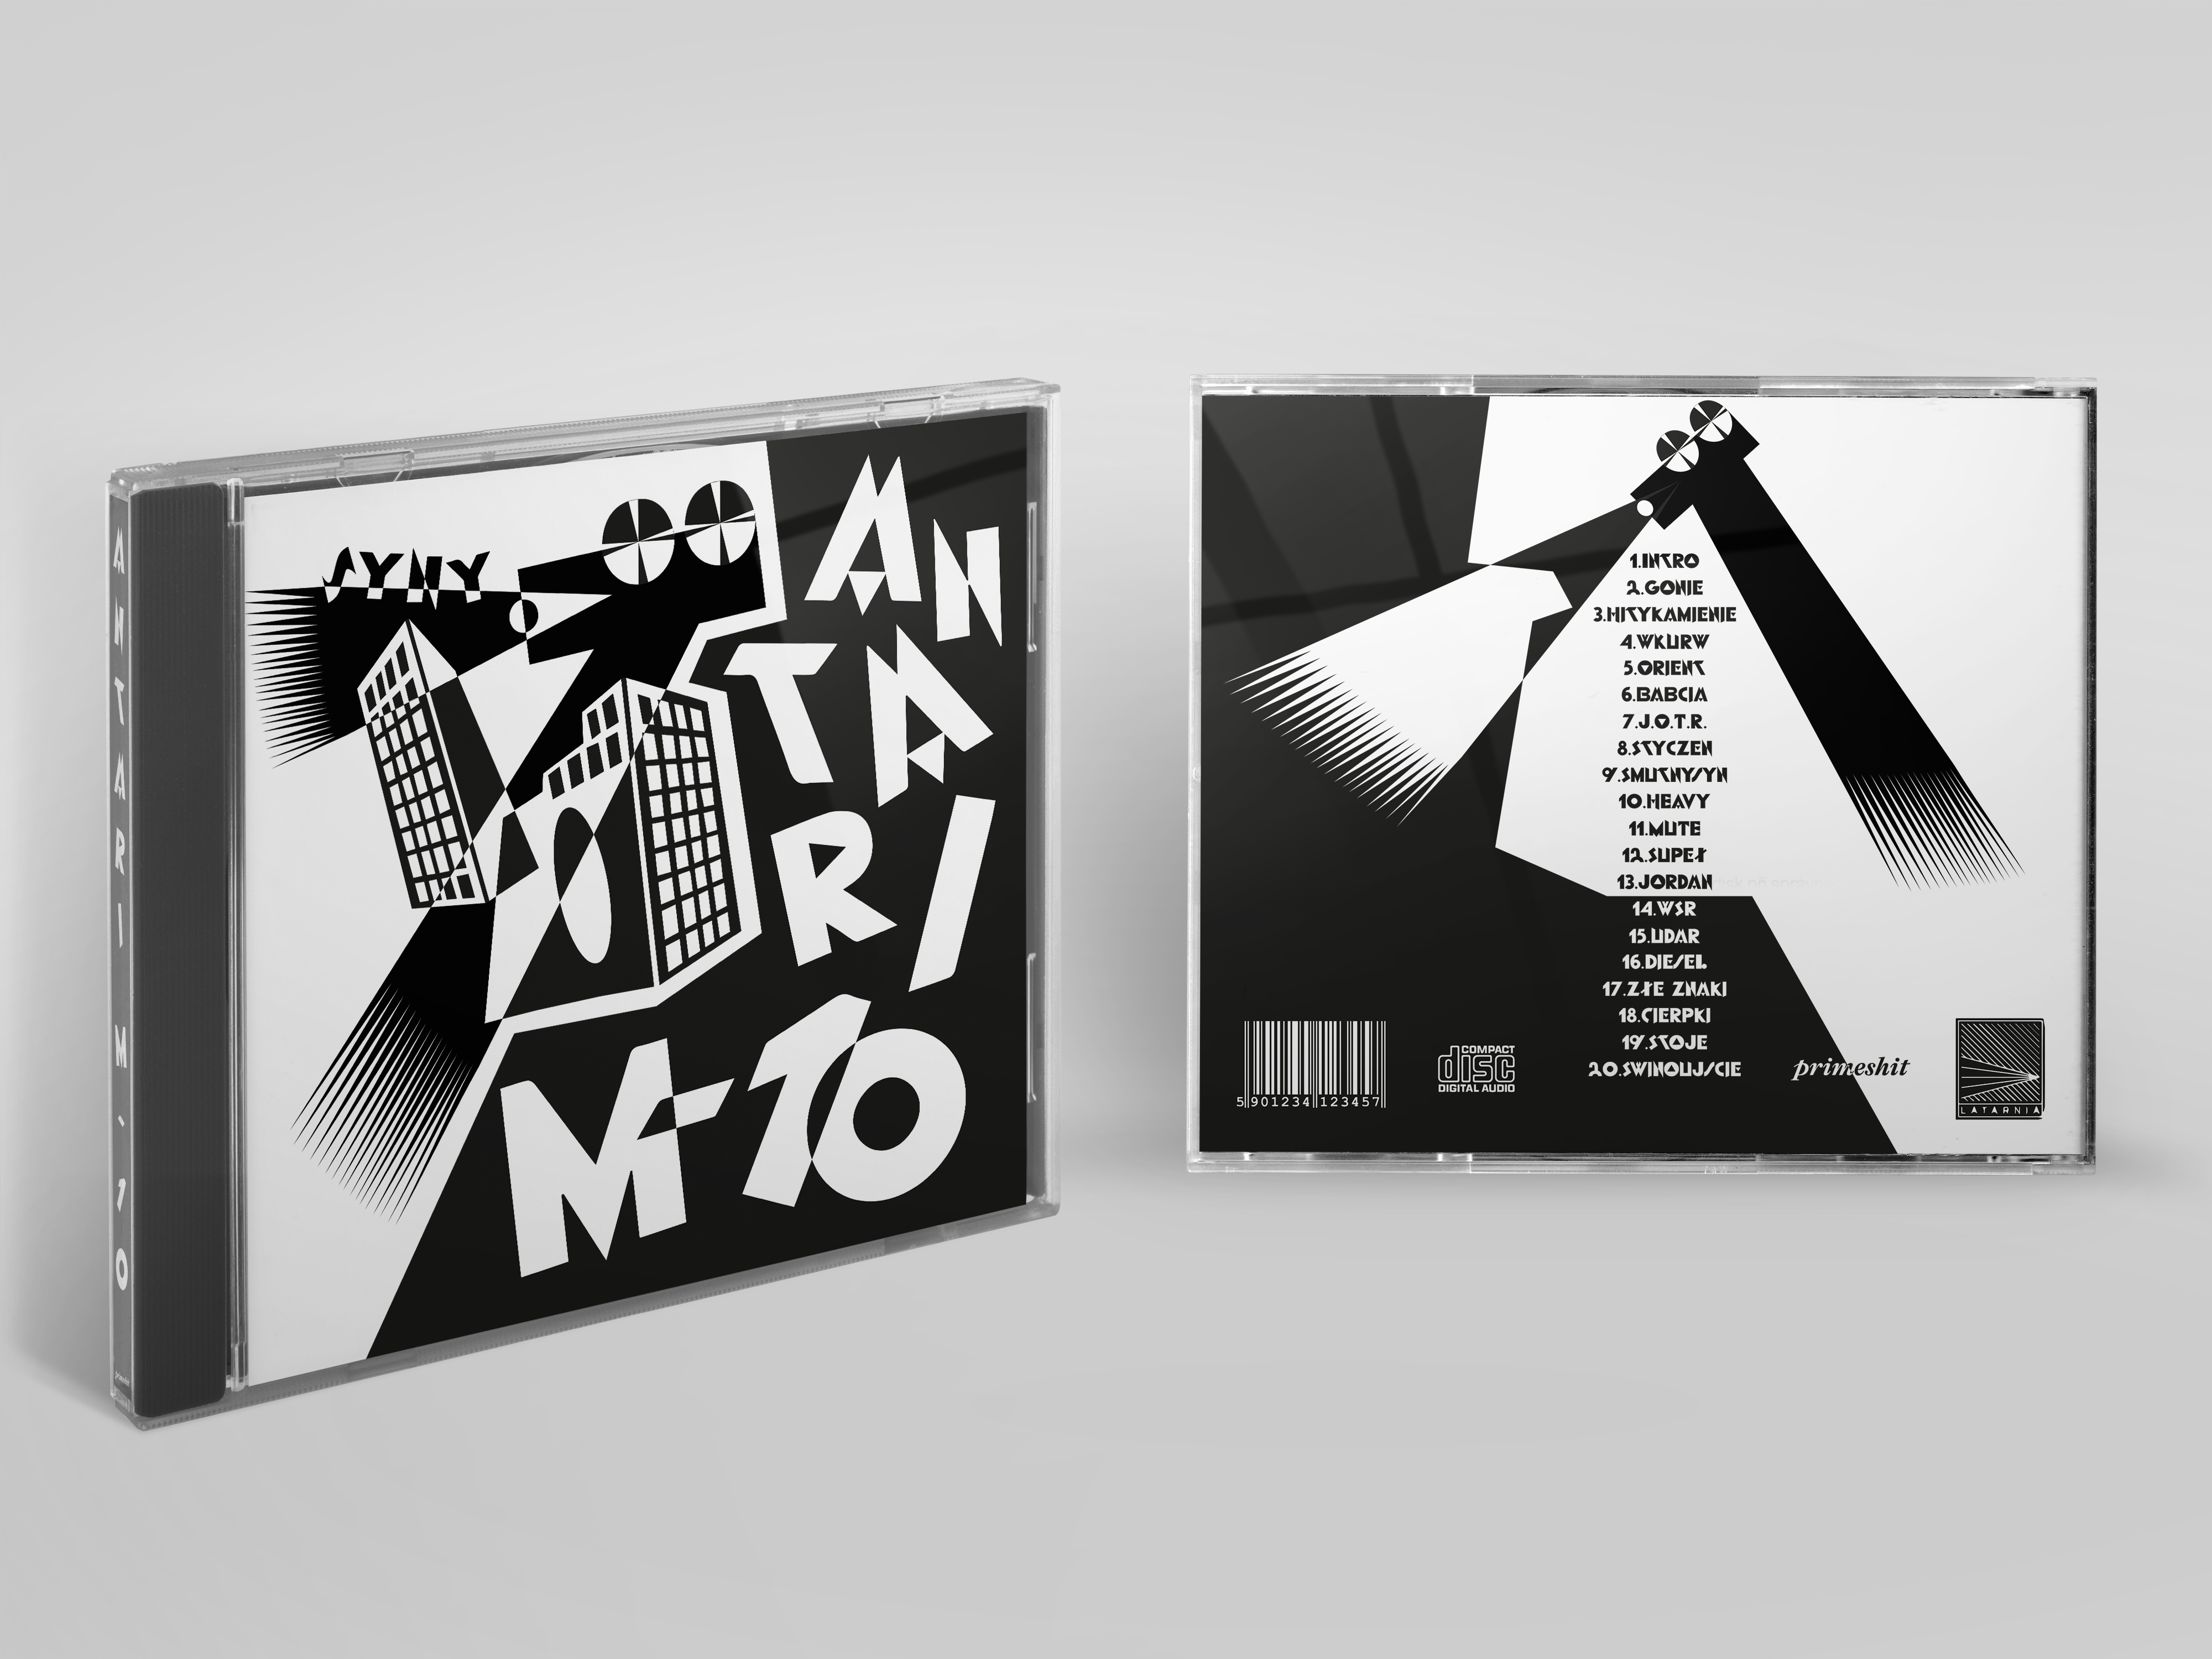 ANTARI M-10
SYNY
AN
TA
RI
M-10
1.INTRO
2.GONIE
3.HITYKAMIENIE
4.WKURW
5.ORIENT
6.BABCIA
7.J.O.T.R.
8.STYCZEN
9.SMUTNYSYN
10.HEAVY
11.MUTE
12.SUPEŁ
13.JORDAN
14.WSR
15.UDAR
16.DIESEL
17.ZŁE ZNAKI
18.CIERPKI
19.STOJE
20.SWINOUJSCIE
5 901234 123457
COMPACT
disc
DIGITAL AUDIO
primeshit
LATARNIA